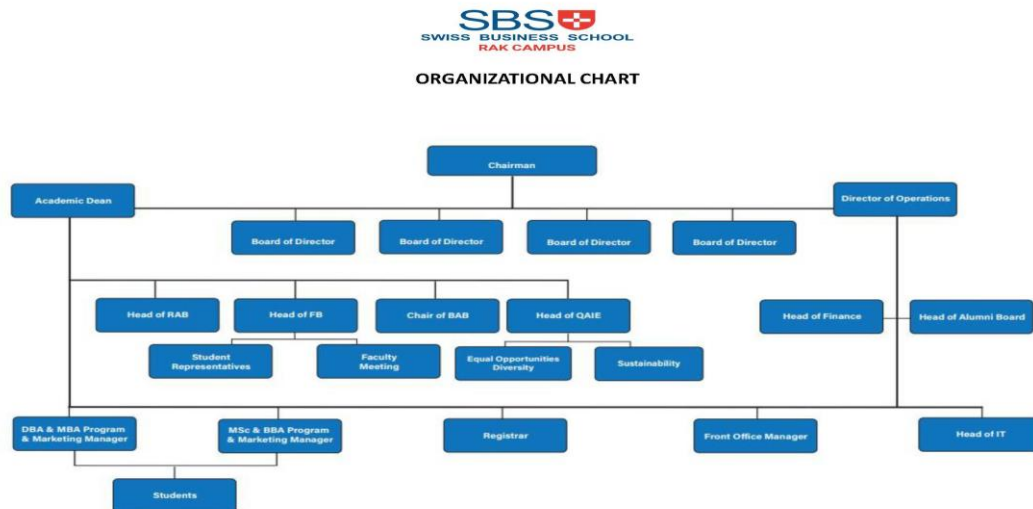 SBS
SWISS BUSINESS SCHOOL
RAK CAMPUS
ORGANIZATIONAL CHART
Chairman
Academic Dean
Director of Operations
Board of Director
Board of Director
Board of Director
Board of Director
Head of RAB
Head of FB
Chair of BAB
Head of QAIE
Head of Finance
Head of Alumni Board
Student
Representatives
Faculty
Meeting
Equal Opportunities
Diversity
Sustainability
DBA & MBA Program
& Marketing Manager
MSc & BBA Program
& Marketing Manager
Registrar
Front Office Manager
Head of IT
Students